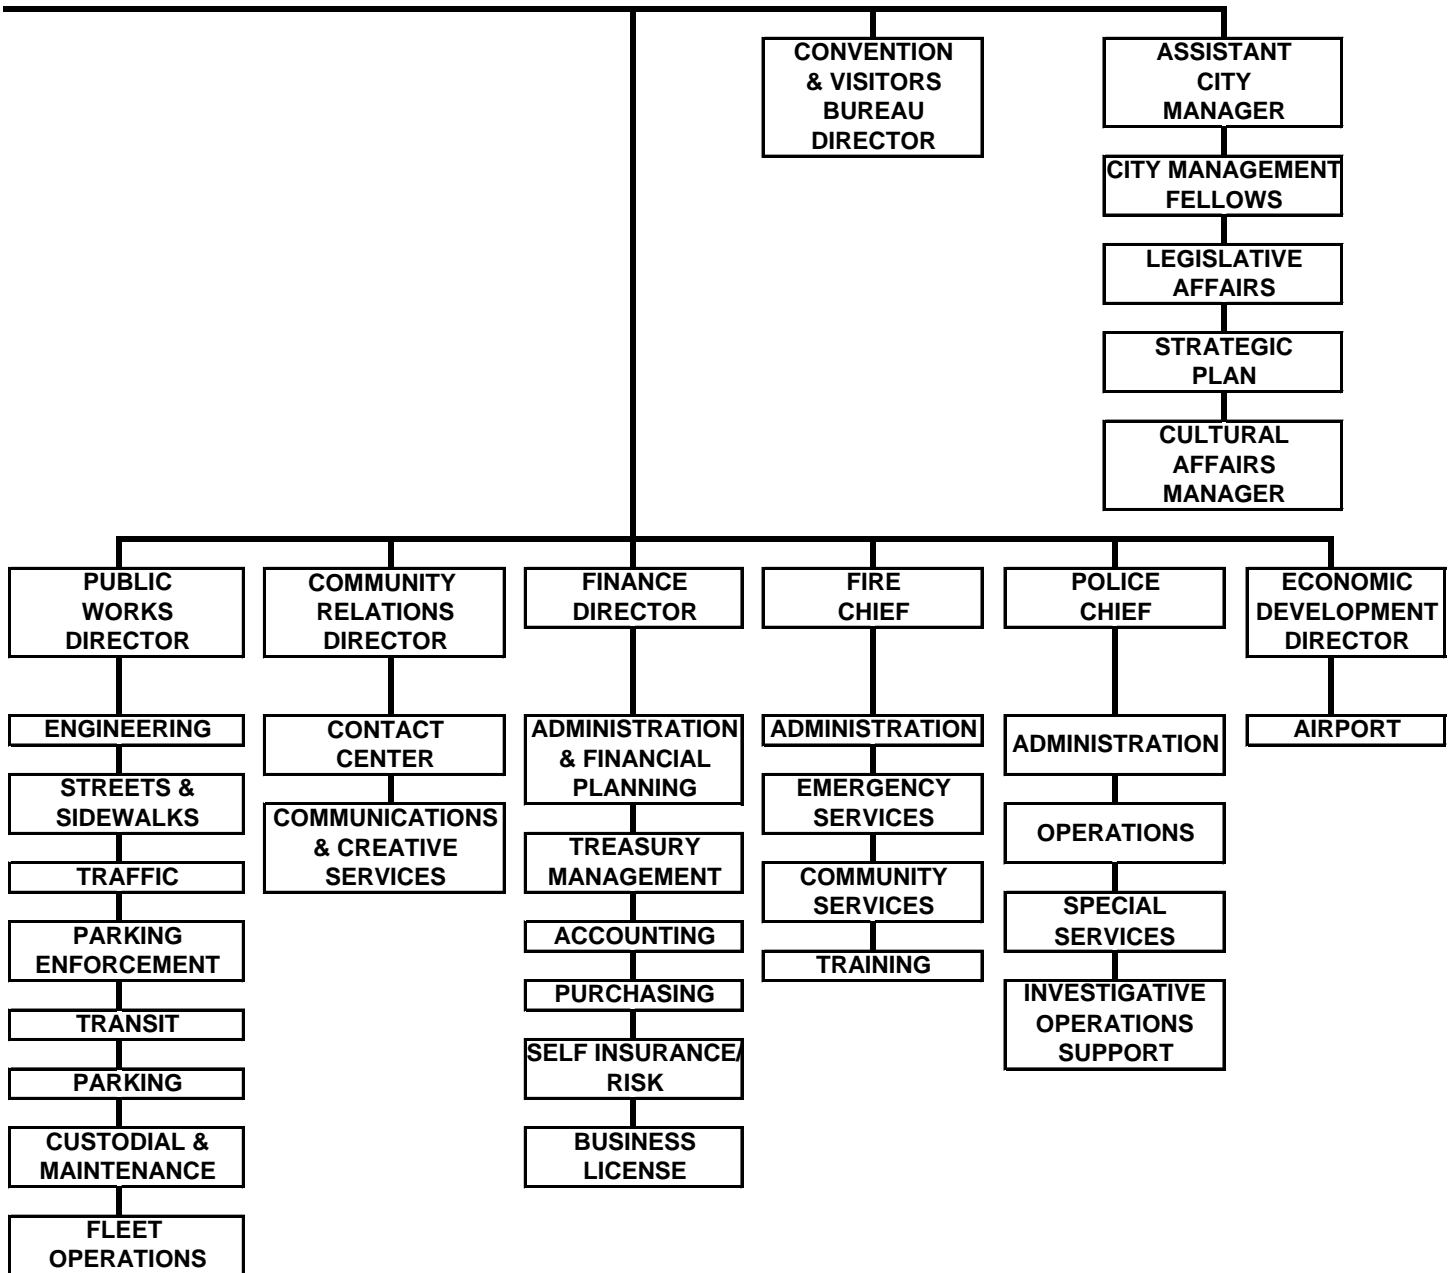 CONVENTION
& VISITORS
BUREAU
DIRECTOR
ASSISTANT
CITY
MANAGER
CITY MANAGEMENT
FELLOWS
LEGISLATIVE
AFFAIRS
STRATEGIC
PLAN
CULTURAL
AFFAIRS
MANAGER
PUBLIC
WORKS
DIRECTOR
ENGINEERING
STREETS &
SIDEWALKS
TRAFFIC
PARKING
ENFORCEMENT
TRANSIT
PARKING
CUSTODIAL &
MAINTENANCE
FLEET
OPERATIONS
COMMUNITY
RELATIONS
DIRECTOR
CONTACT
CENTER
COMMUNICATIONS
& CREATIVE
SERVICES
FINANCE
DIRECTOR
ADMINISTRATION
& FINANCIAL
PLANNING
TREASURY
MANAGEMENT
ACCOUNTING
PURCHASING
SELF INSURANCE/
RISK
BUSINESS
LICENSE
FIRE
CHIEF
ADMINISTRATION
EMERGENCY
SERVICES
COMMUNITY
SERVICES
TRAINING
POLICE
CHIEF
ADMINISTRATION
OPERATIONS
SPECIAL
SERVICES
INVESTIGATIVE
OPERATIONS
SUPPORT
ECONOMIC
DEVELOPMENT
DIRECTOR
AIRPORT